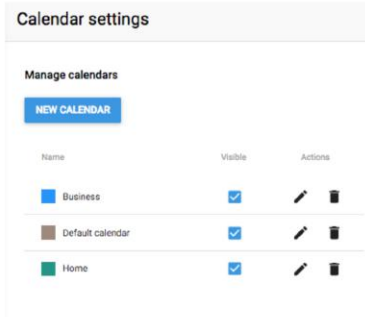 Calendar settings
Manage calendars
NEW CALENDAR
Name Visible Actions
Business
Default calendar
Home